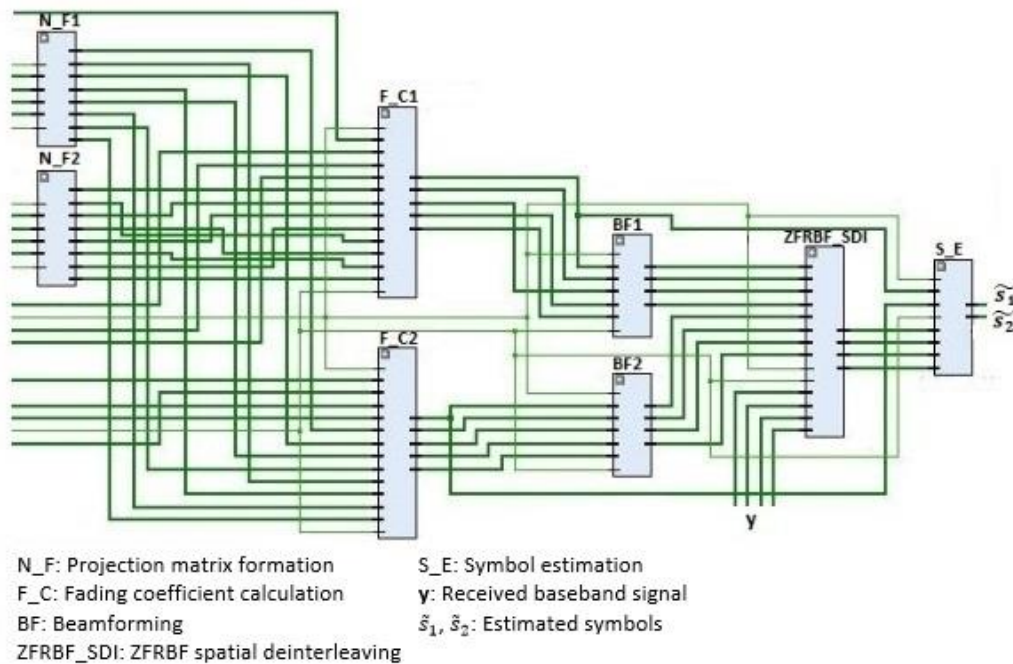 N_F1
N_F2
F_C1
F_C2
BF1
BF2
ZFRBF_SDI
S_E
s̃₁
s̃₂
y
N_F: Projection matrix formation
F_C: Fading coefficient calculation
BF: Beamforming
ZFRBF_SDI: ZFRBF spatial deinterleaving
S_E: Symbol estimation
y: Received baseband signal
s̃₁, s̃₂: Estimated symbols